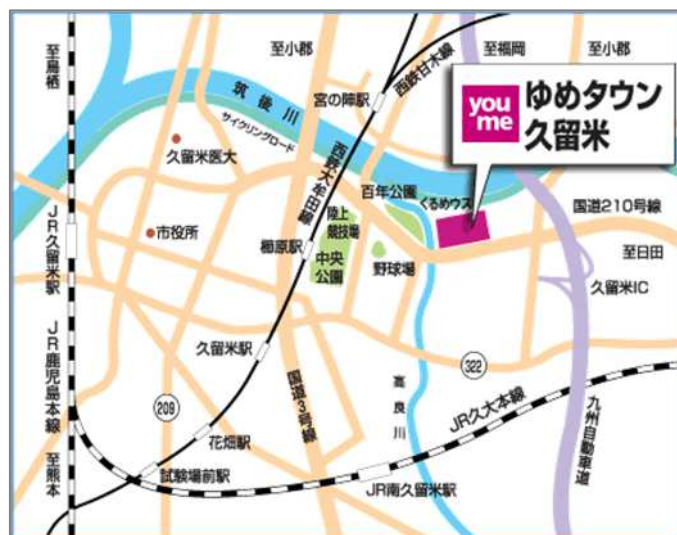 至鳥栖
至小郡
西鉄甘木線
至福岡
至小郡
筑後川
宮の陣駅
サイクリングロード
you
me
ゆめタウン
久留米
久留米医大
西鉄大牟田線
百年公園
くるめウス
国道210号線
JR久留米駅
市役所
陸上
競技場
櫛原駅
中央
公園
野球場
至日田
久留米IC
JR鹿児島本線
久留米駅
国道3号線
322
209
高良川
JR久大本線
九州自動車道
花畑駅
至熊本
試験場前駅
JR南久留米駅